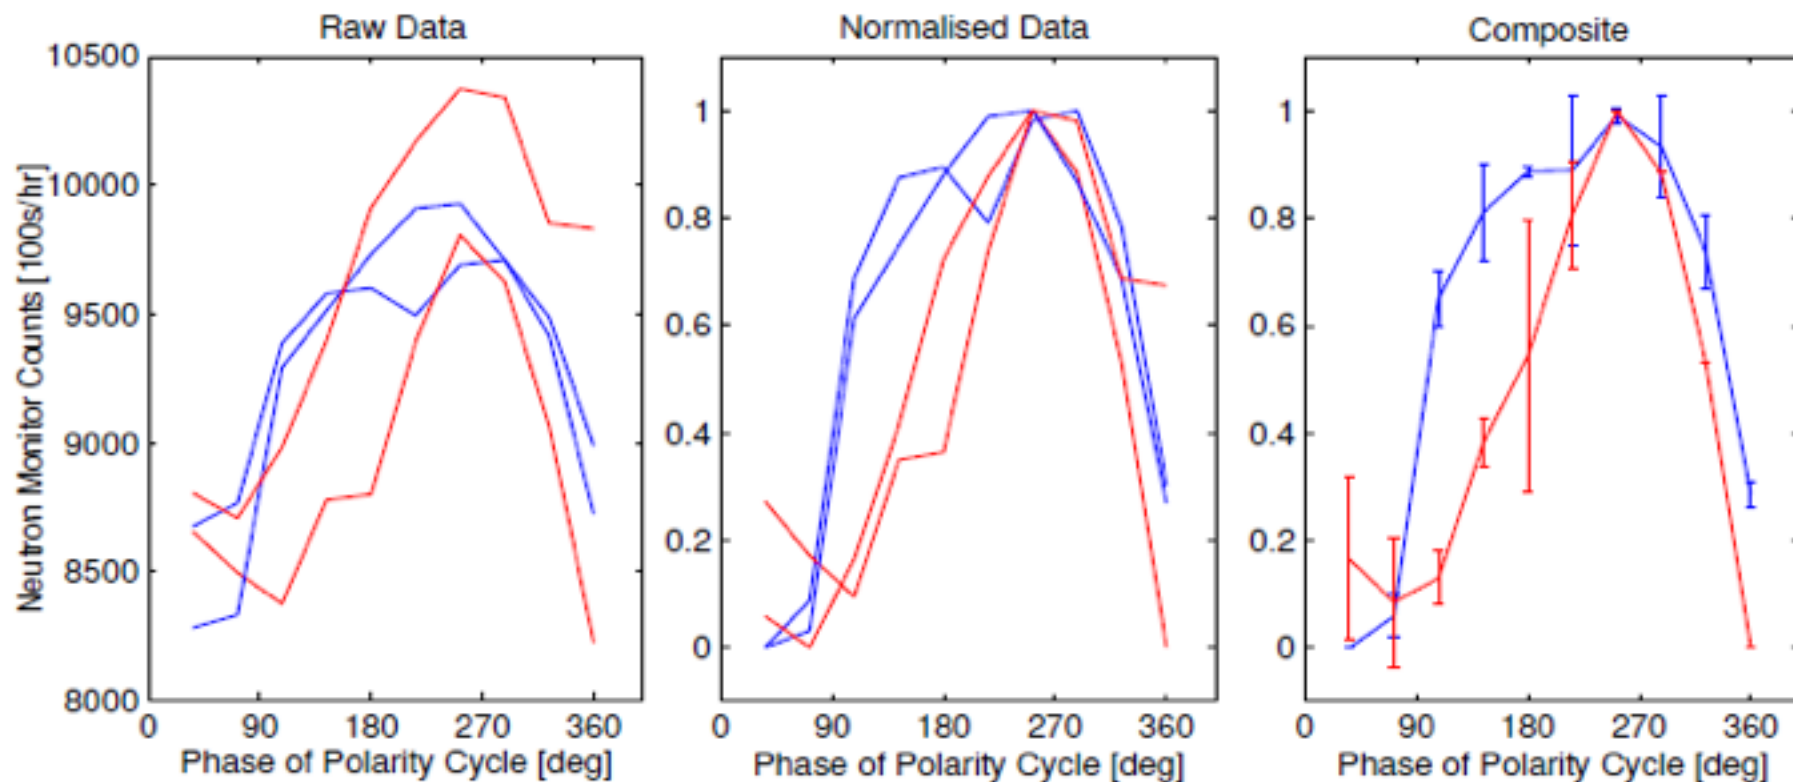 Raw Data
Normalised Data
Composite
Neutron Monitor Counts [100s/hr]
10500
10000
9500
9000
8500
8000
0 90 180 270 360
Phase of Polarity Cycle [deg]
1
0.8
0.6
0.4
0.2
0
0 90 180 270 360
Phase of Polarity Cycle [deg]
1
0.8
0.6
0.4
0.2
0
0 90 180 270 360
Phase of Polarity Cycle [deg]